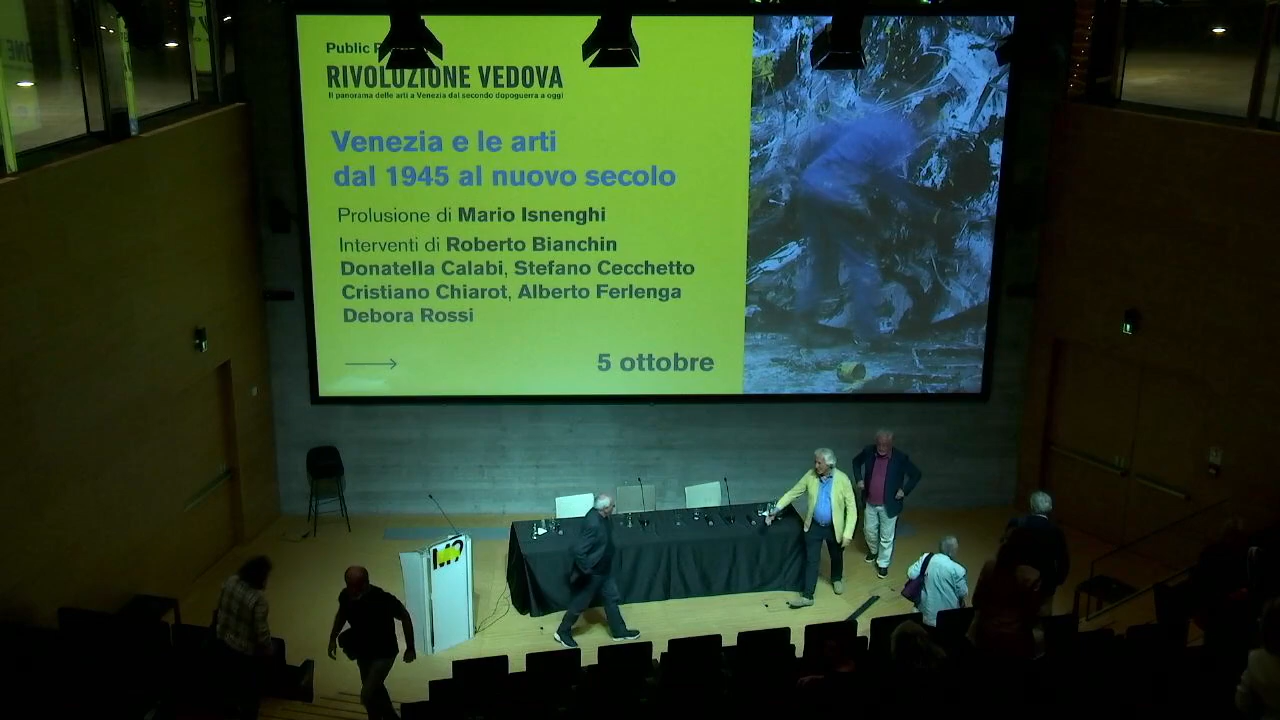 Public
RIVOLUZIONE VEDOVA
Il panorama delle arti a Venezia dal secondo dopoguerra a oggi
Venezia e le arti
dal 1945 al nuovo secolo
Prolusione di Mario Isnenghi
Interventi di Roberto Bianchin
Donatella Calabi, Stefano Cecchetto
Cristiano Chiarot, Alberto Ferlenga
Debora Rossi
5 ottobre
M9